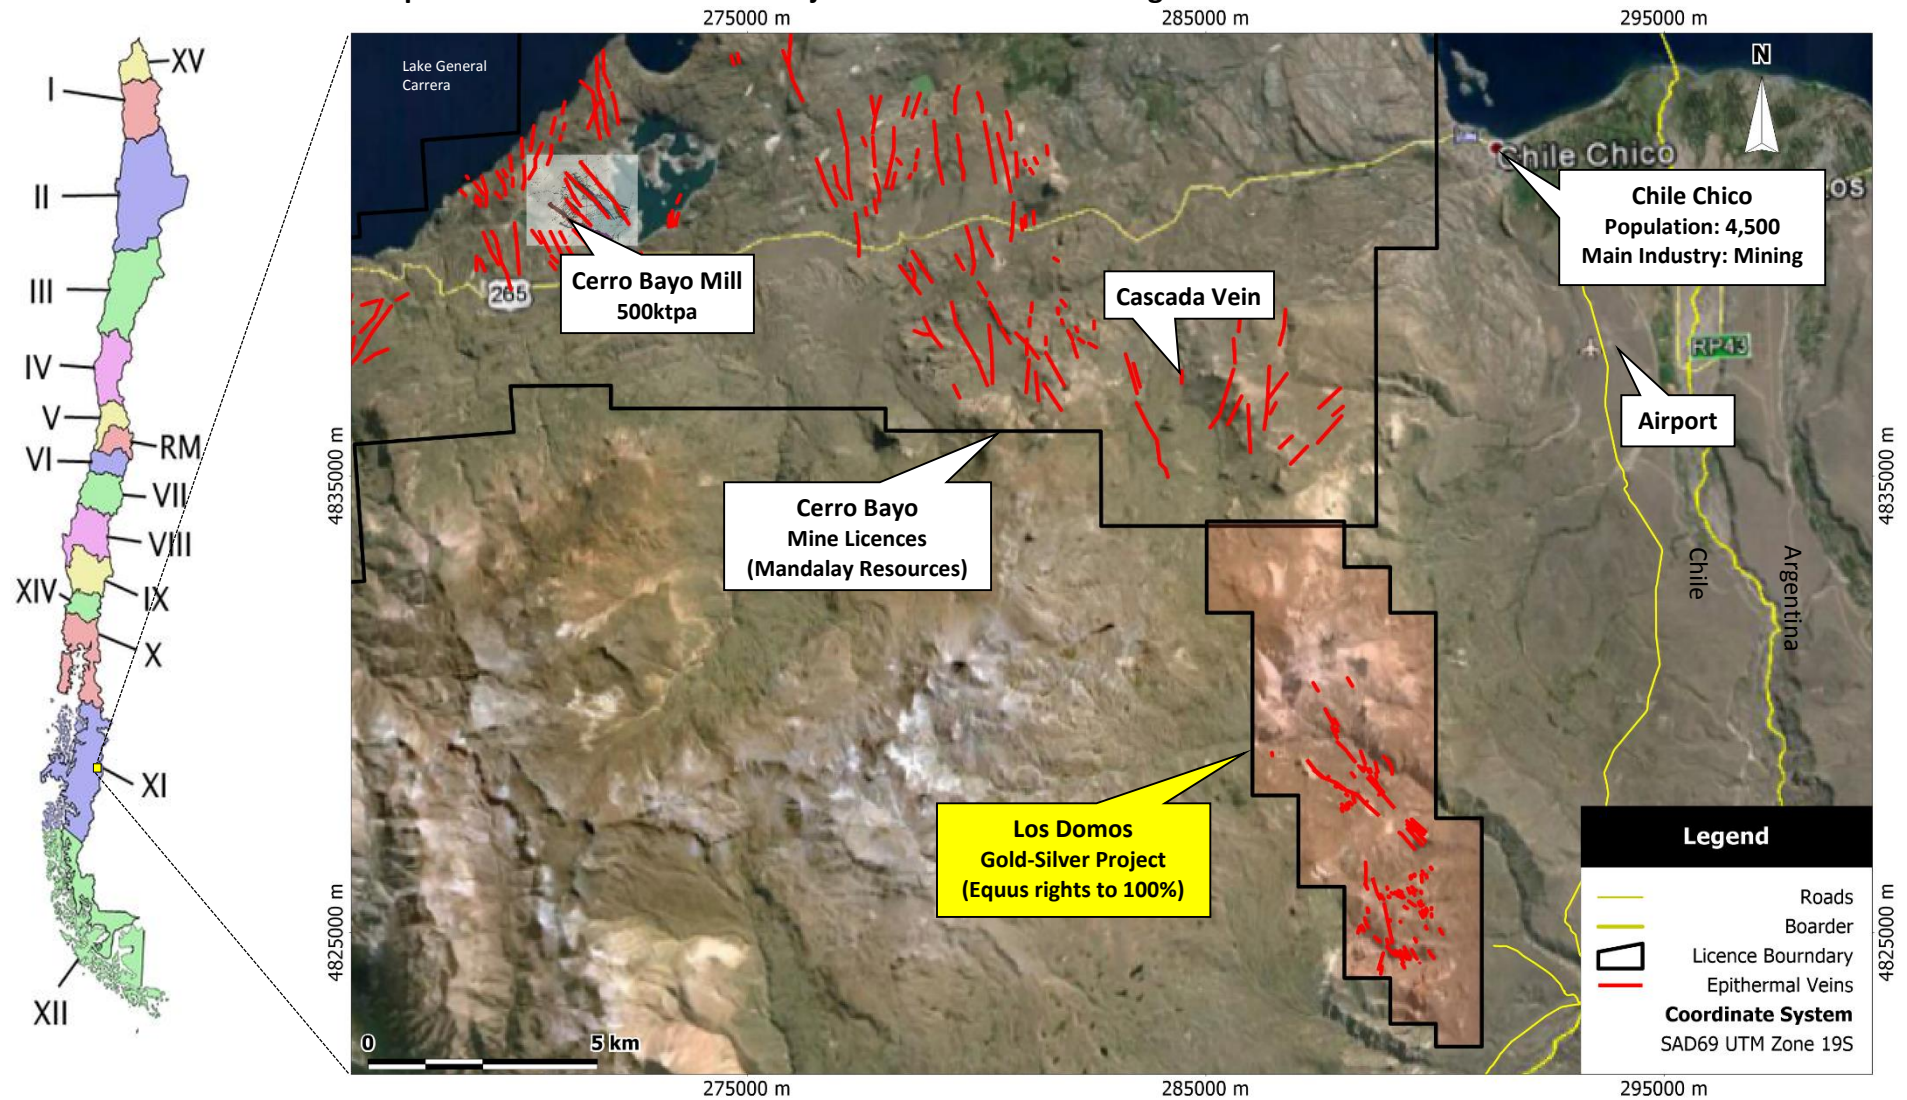 275000 m
285000 m
295000 m
XV
I
II
III
IV
V
RM
VI
VII
VIII
IX
XIV
X
XI
XII
Lake General
Carrera
N
Chile Chico
os
Chile Chico
Population: 4,500
Main Industry: Mining
Cerro Bayo Mill
500ktpa
265
Cascada Vein
RP43
Airport
4835000 m
4835000 m
Cerro Bayo
Mine Licences
(Mandalay Resources)
Chile
Argentina
Los Domos
Gold-Silver Project
(Equus rights to 100%)
Legend
Roads
Boarder
Licence Bourndary
Epithermal Veins
Coordinate System
SAD69 UTM Zone 19S
4825000 m
4825000 m
0
5 km
275000 m
285000 m
295000 m